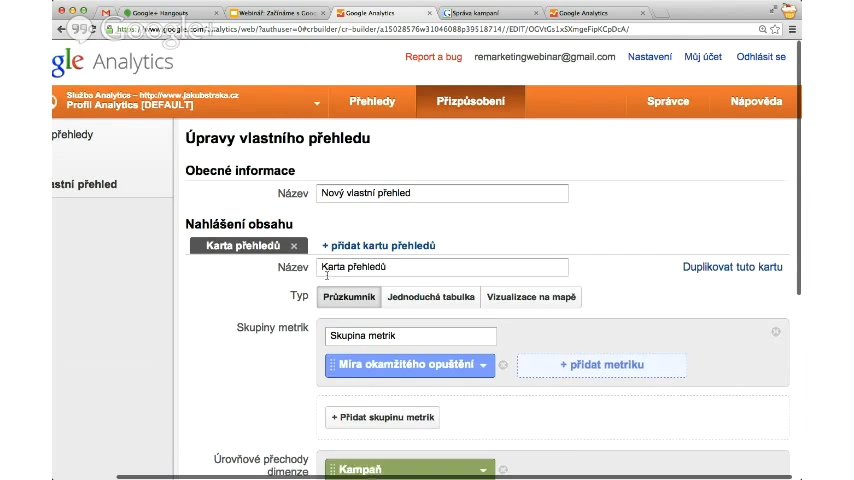 Google+ Hangouts
Webinář: Začínáme s Goog
Google Analytics
Správa kampaní
Google Analytics
99
Google
gle Analytics
Report a bug
remarketingwebinar@gmail.com
Nastavení
Můj účet
Odhlásit se
Služba Analytics – http://www.jakubstraka.cz
Profil Analytics [DEFAULT]
Přehledy
Přizpůsobení
Správce
Nápověda
přehledy
astní přehled
Úpravy vlastního přehledu
Obecné informace
Název
Nový vlastní přehled
Nahlášení obsahu
Karta přehledů
+ přidat kartu přehledů
Název
Karta přehledů
Duplikovat tuto kartu
Typ
Průzkumník
Jednoduchá tabulka
Vizualizace na mapě
Skupiny metrik
Skupina metrik
Míra okamžitého opuštění
+ přidat metriku
+ Přidat skupinu metrik
Úrovňové přechody
dimenze
Kampaň